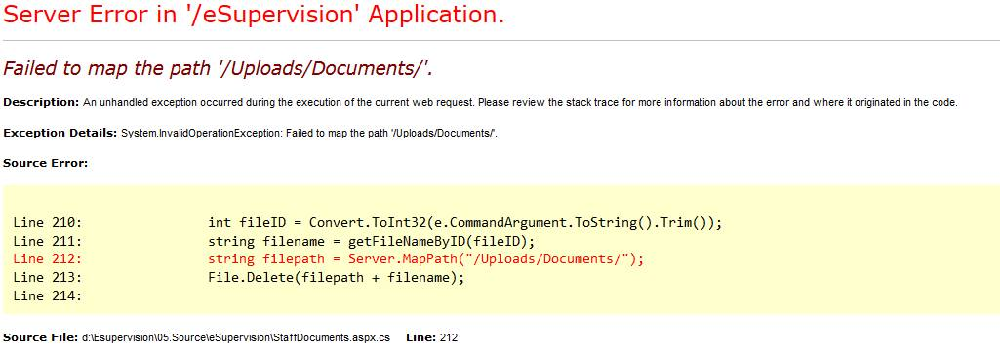 Server Error in '/eSupervision' Application.
Failed to map the path '/Uploads/Documents/'.
Description: An unhandled exception occurred during the execution of the current web request. Please review the stack trace for more information about the error and where it originated in the code.
Exception Details: System.InvalidOperationException: Failed to map the path '/Uploads/Documents/'.
Source Error:
Line 210: int fileID = Convert.ToInt32(e.CommandArgument.ToString().Trim());
Line 211: string filename = getFileNameByID(fileID);
Line 212: string filepath = Server.MapPath("/Uploads/Documents/");
Line 213: File.Delete(filepath + filename);
Line 214:
Source File: d:\Esupervision\05.Source\eSupervision\StaffDocuments.aspx.cs Line: 212